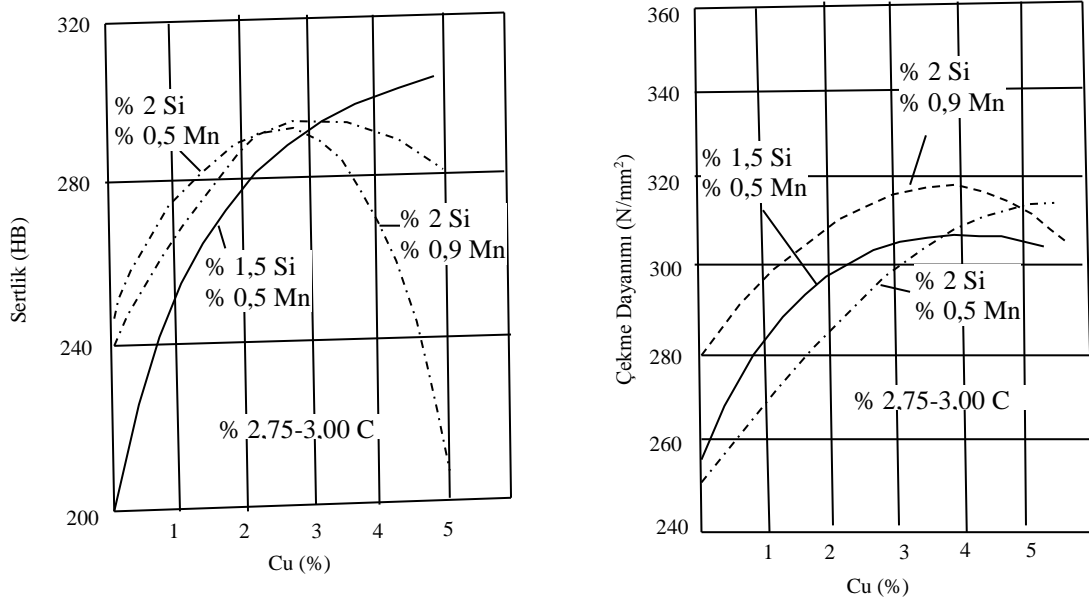 320
280
240
200
Sertlik (HB)
% 2 Si
% 0,5 Mn
% 2 Si
% 0,9 Mn
% 1,5 Si
% 0,5 Mn
% 2,75-3,00 C
1 2 3 4 5
Cu (%)
360
340
320
300
280
260
240
Çekme Dayanımı (N/mm²)
% 2 Si
% 0,9 Mn
% 1,5 Si
% 0,5 Mn
% 2 Si
% 0,5 Mn
% 2,75-3,00 C
1 2 3 4 5
Cu (%)